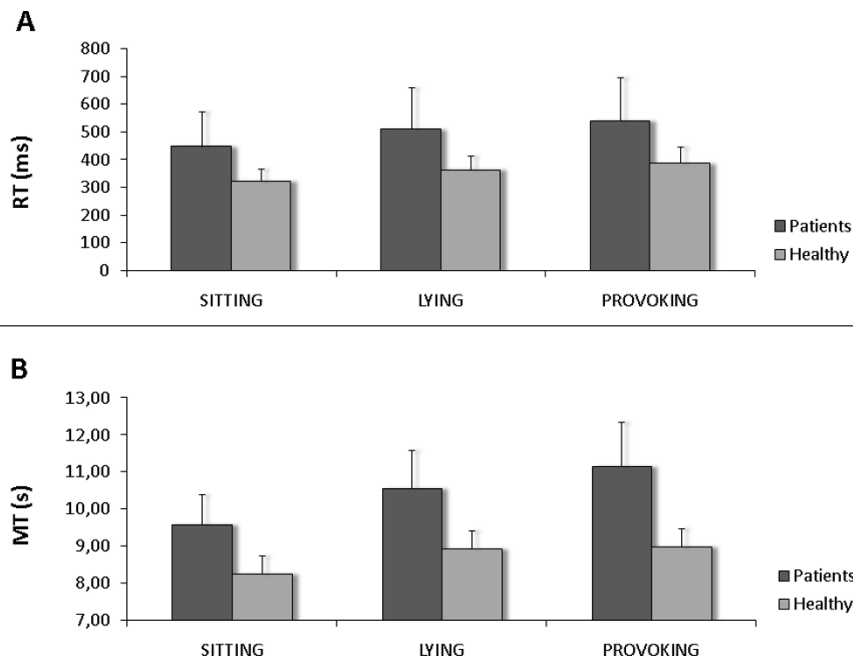 A
800
700
600
500
400
300
200
100
0
RT (ms)
SITTING LYING PROVOKING
Patients
Healthy
B
13,00
12,00
11,00
10,00
9,00
8,00
7,00
MT (s)
SITTING LYING PROVOKING
Patients
Healthy